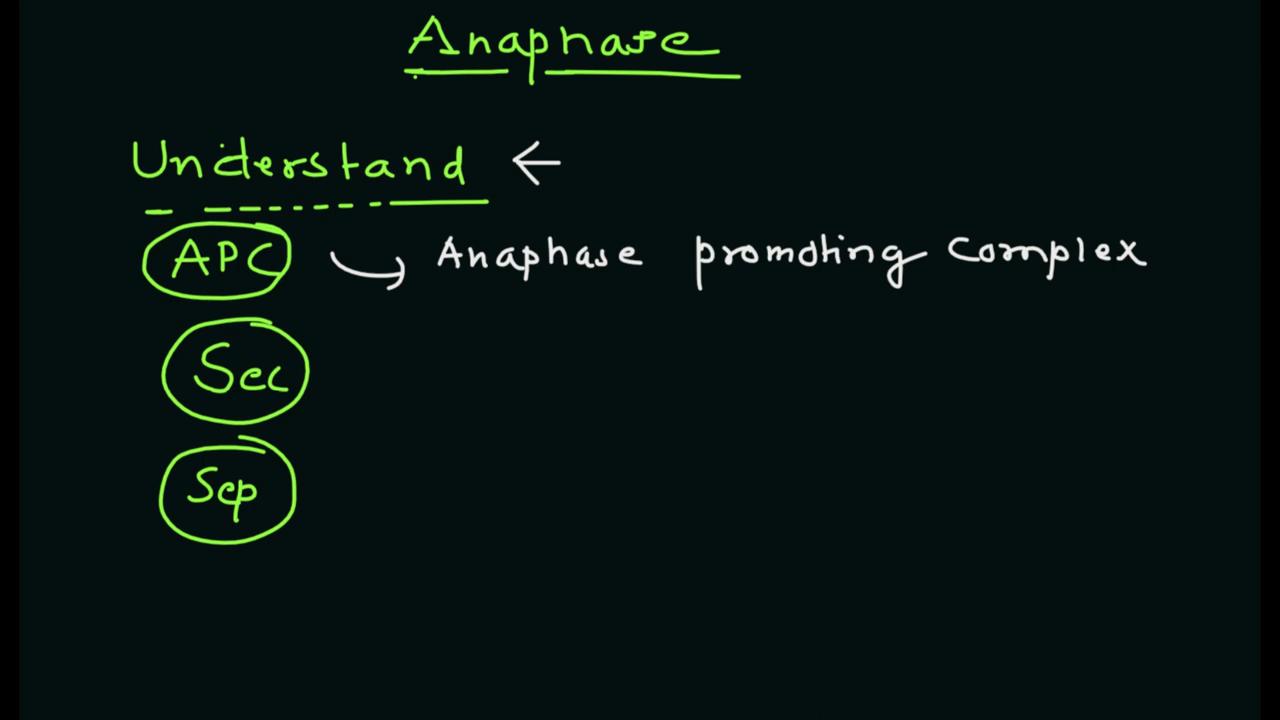 Anaphase
Understand ←
APC Anaphase promoting complex
Sec
Sep